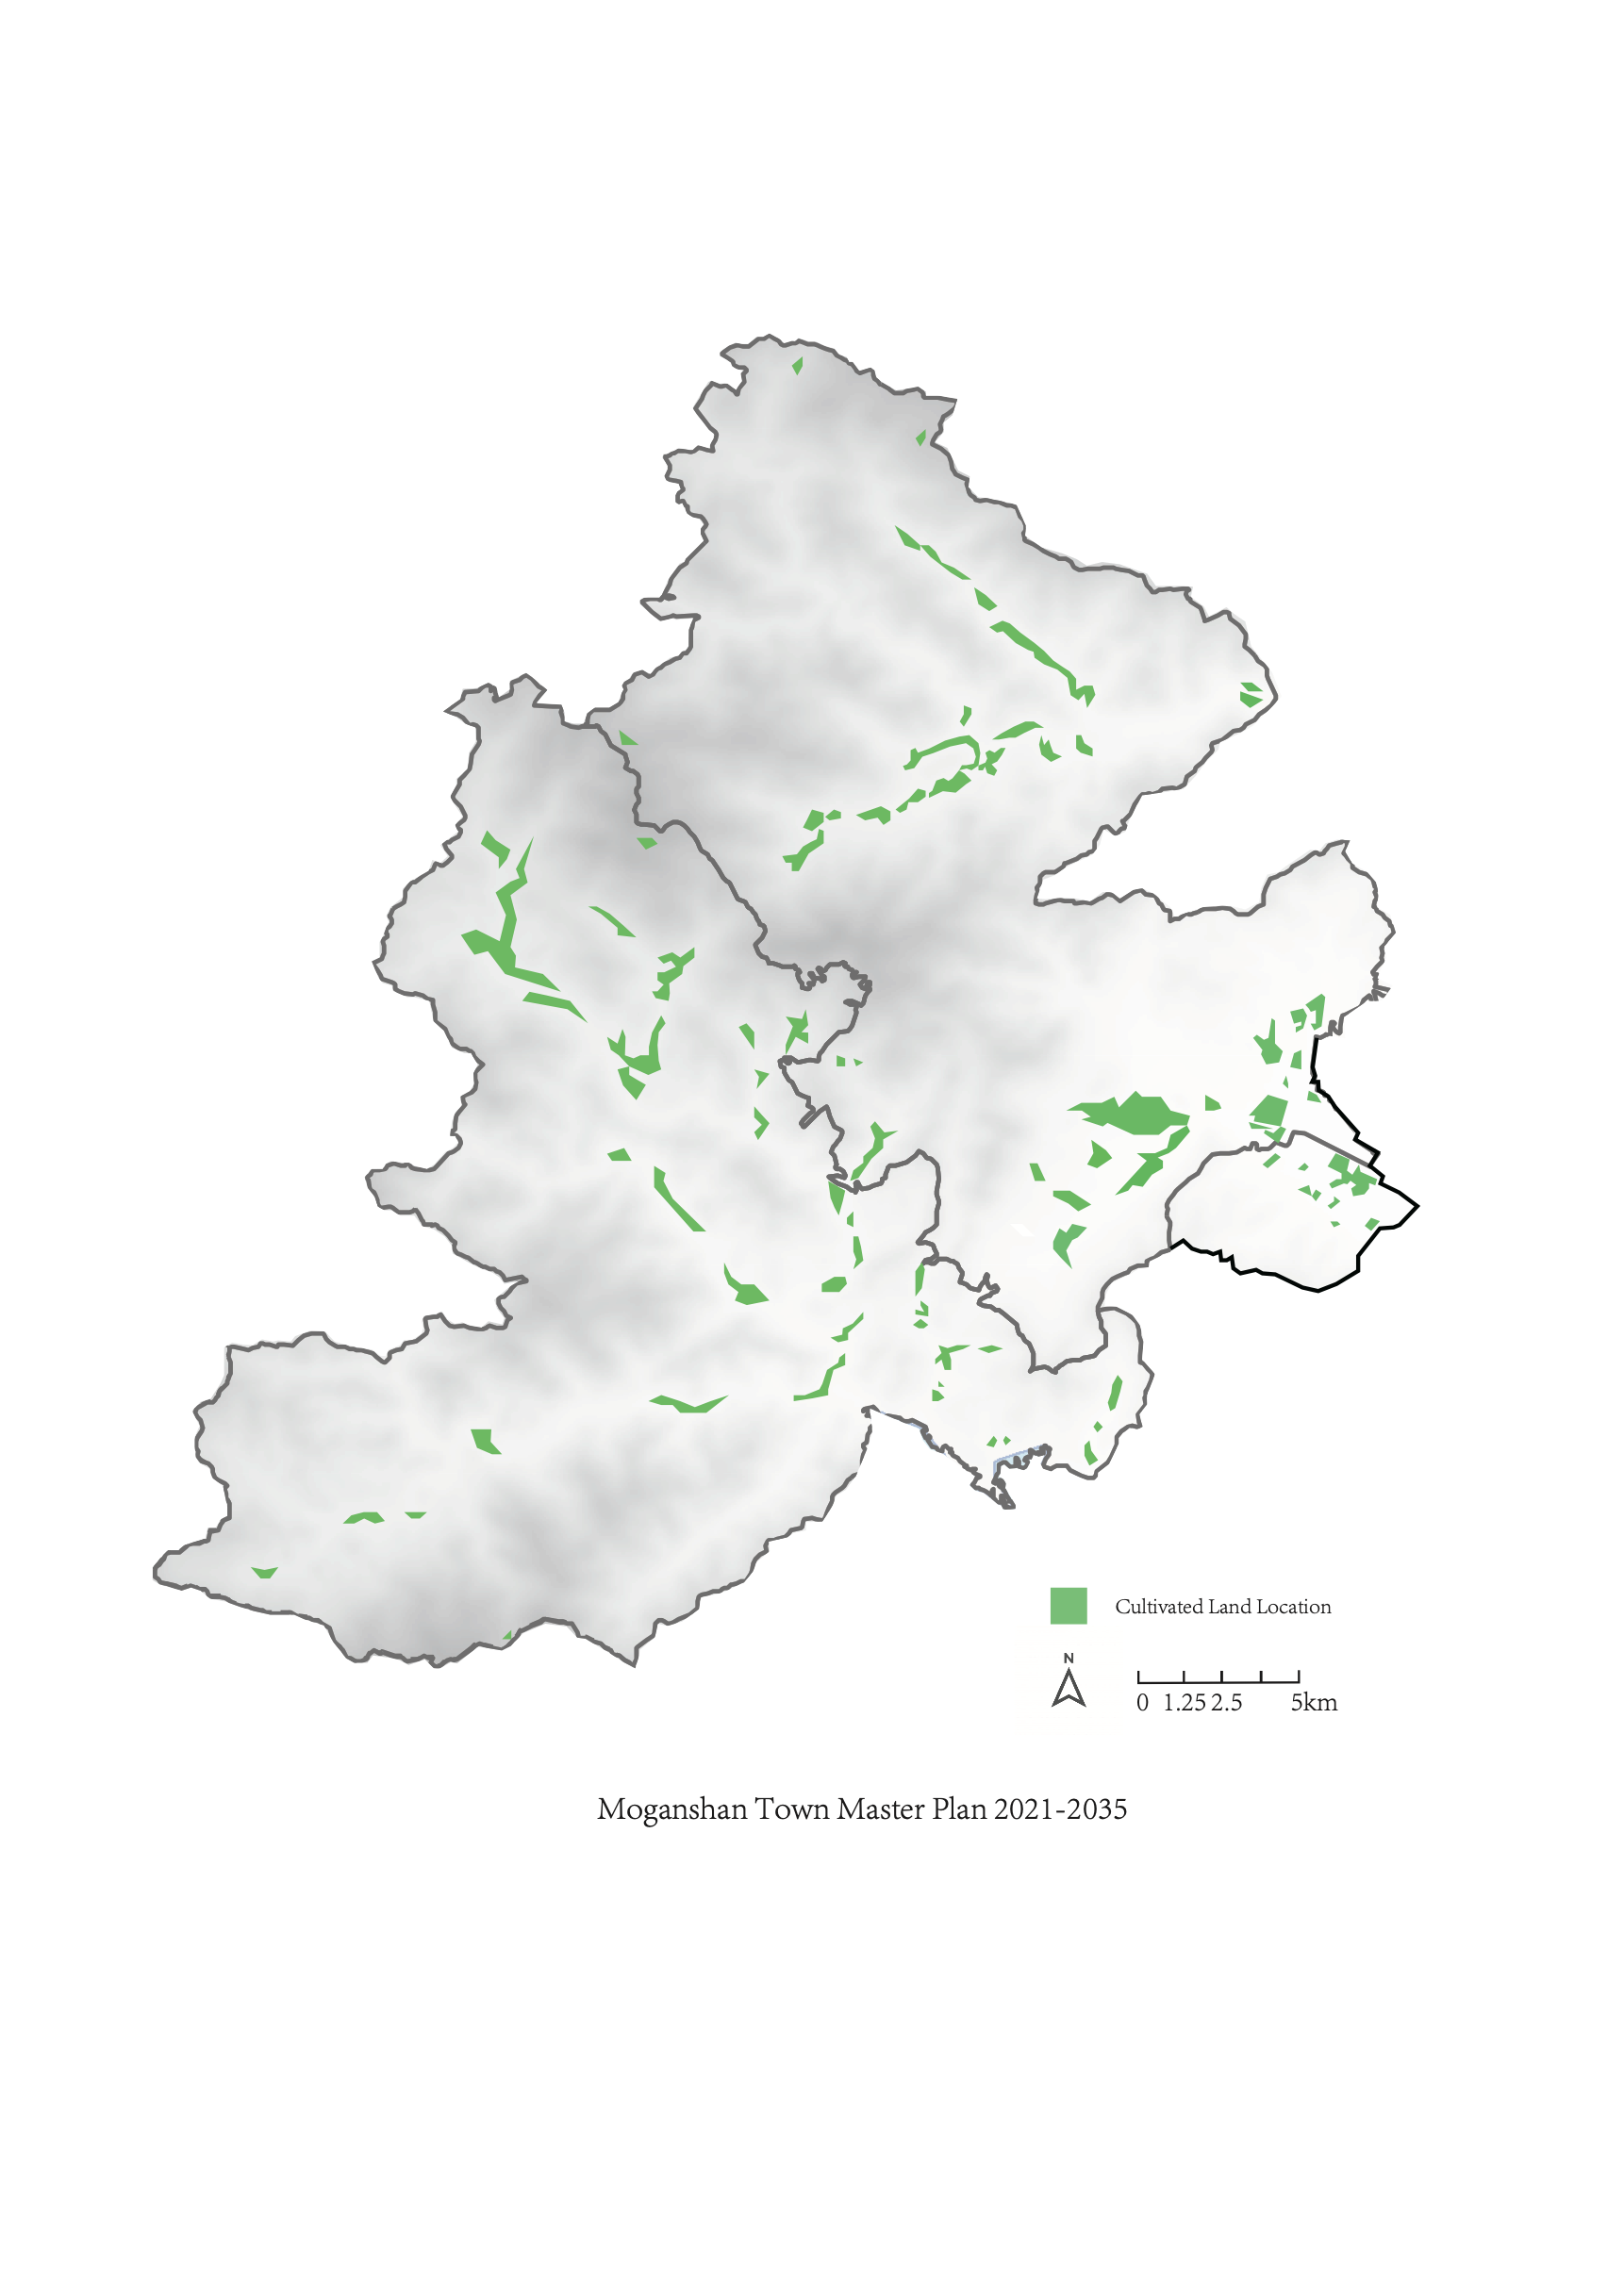 Cultivated Land Location
N
0 1.25 2.5 5km
Moganshan Town Master Plan 2021-2035